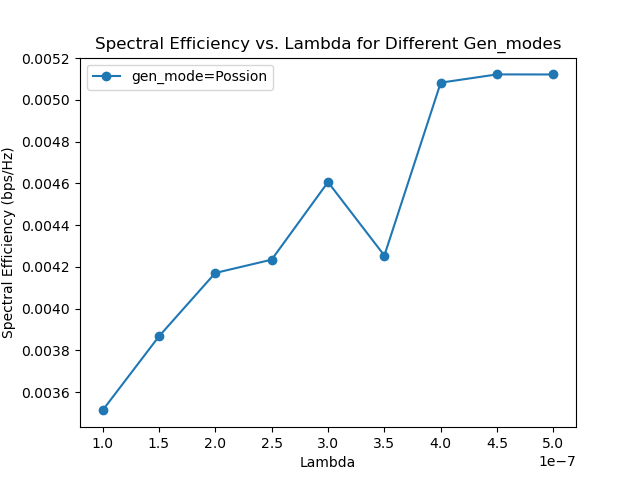 Spectral Efficiency vs. Lambda for Different Gen_modes
gen_mode=Possion
Spectral Efficiency (bps/Hz)
0.0052
0.0050
0.0048
0.0046
0.0044
0.0042
0.0040
0.0038
0.0036
1.0 1.5 2.0 2.5 3.0 3.5 4.0 4.5 5.0
1e−7
Lambda